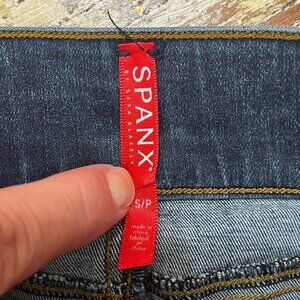 SPANX®
BY SARA BLAKELY
S/P
made in
china
fabriqué
en chine